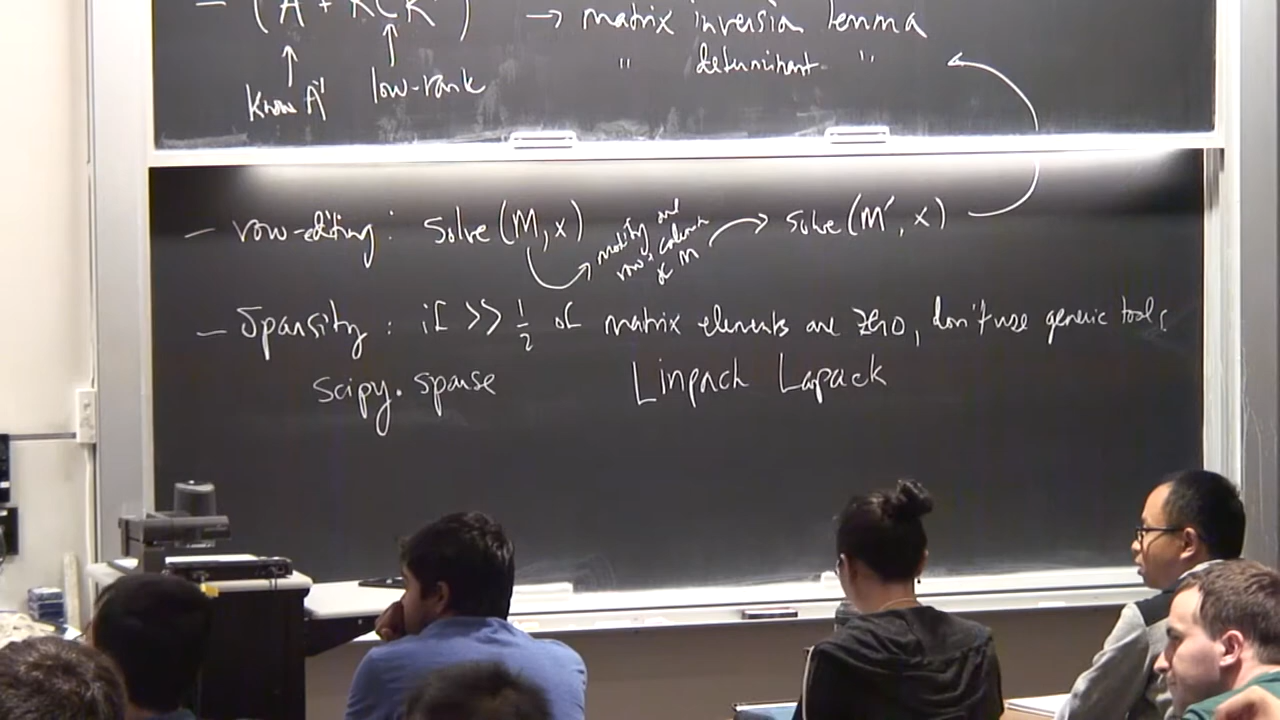 - (A + KCK ) → matrix inversion lemma
" determinant "
know A⁻¹ low-rank
- row-editing: solve(M,x) modify one row + column of M → solve(M′, x)
- Sparsity: if >> 1/2 of matrix elements are zero, don't use generic tools
scipy.sparse Linpack Lapack